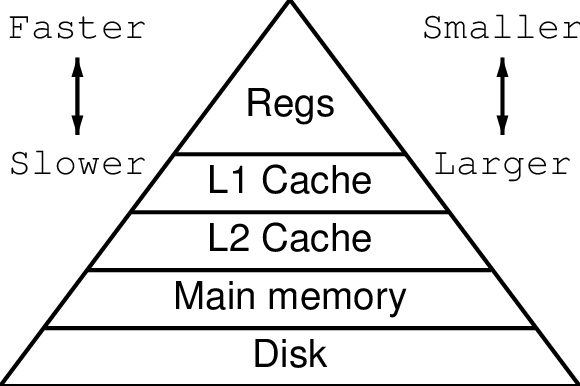 Faster
Smaller
Regs
Slower
Larger
L1 Cache
L2 Cache
Main memory
Disk